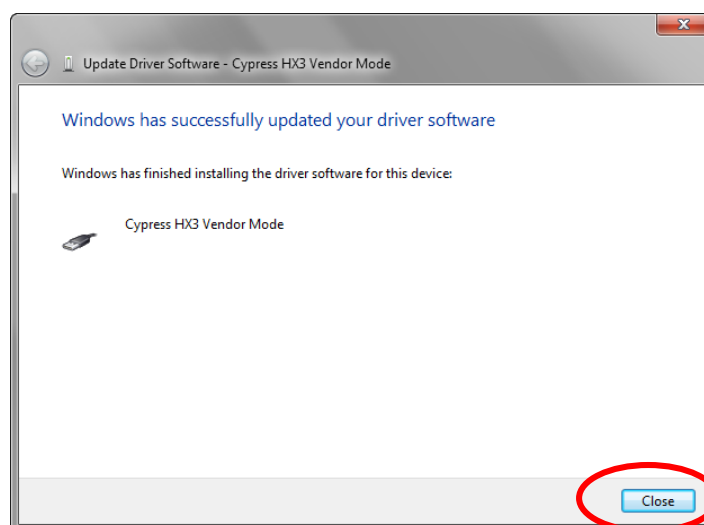 Update Driver Software - Cypress HX3 Vendor Mode
Windows has successfully updated your driver software
Windows has finished installing the driver software for this device:
Cypress HX3 Vendor Mode
Close